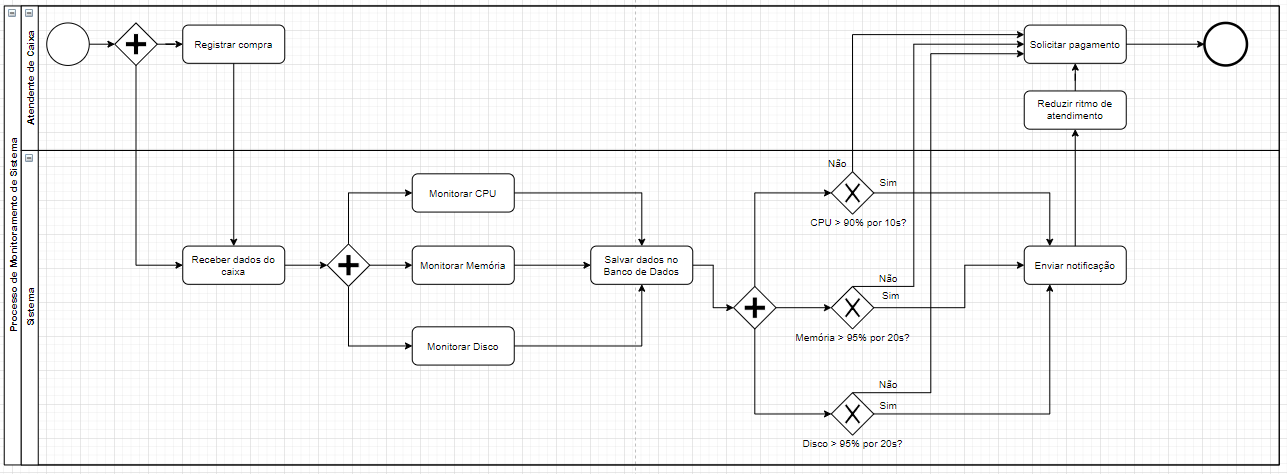 Processo de Monitoramento de Sistema
Atendente de Caixa
Registrar compra
Solicitar pagamento
Reduzir ritmo de
atendimento
Sistema
Receber dados do
caixa
Monitorar CPU
Monitorar Memória
Monitorar Disco
Salvar dados no
Banco de Dados
Não
Sim
CPU > 90% por 10s?
Não
Sim
Memória > 95% por 20s?
Não
Sim
Disco > 95% por 20s?
Enviar notificação